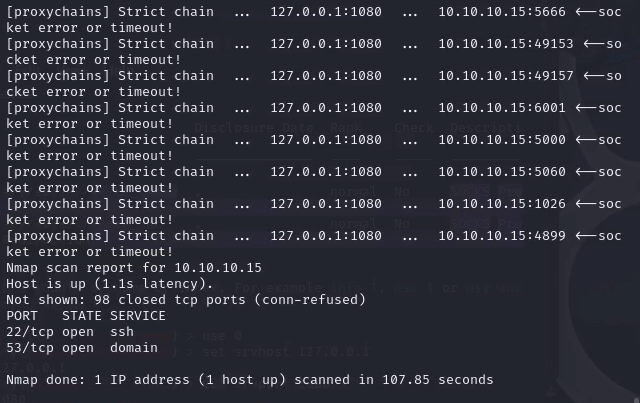 [proxychains] Strict chain  ...  127.0.0.1:1080  ...  10.10.10.15:5666 <--soc
ket error or timeout!
[proxychains] Strict chain  ...  127.0.0.1:1080  ...  10.10.10.15:49153 <--so
cket error or timeout!
[proxychains] Strict chain  ...  127.0.0.1:1080  ...  10.10.10.15:49157 <--so
cket error or timeout!
[proxychains] Strict chain  ...  127.0.0.1:1080  ...  10.10.10.15:6001 <--soc
ket error or timeout!
[proxychains] Strict chain  ...  127.0.0.1:1080  ...  10.10.10.15:5000 <--soc
ket error or timeout!
[proxychains] Strict chain  ...  127.0.0.1:1080  ...  10.10.10.15:5060 <--soc
ket error or timeout!
[proxychains] Strict chain  ...  127.0.0.1:1080  ...  10.10.10.15:1026 <--soc
ket error or timeout!
[proxychains] Strict chain  ...  127.0.0.1:1080  ...  10.10.10.15:4899 <--soc
ket error or timeout!
Nmap scan report for 10.10.10.15
Host is up (1.1s latency).
Not shown: 98 closed tcp ports (conn-refused)
PORT   STATE SERVICE
22/tcp open  ssh
53/tcp open  domain

Nmap done: 1 IP address (1 host up) scanned in 107.85 seconds